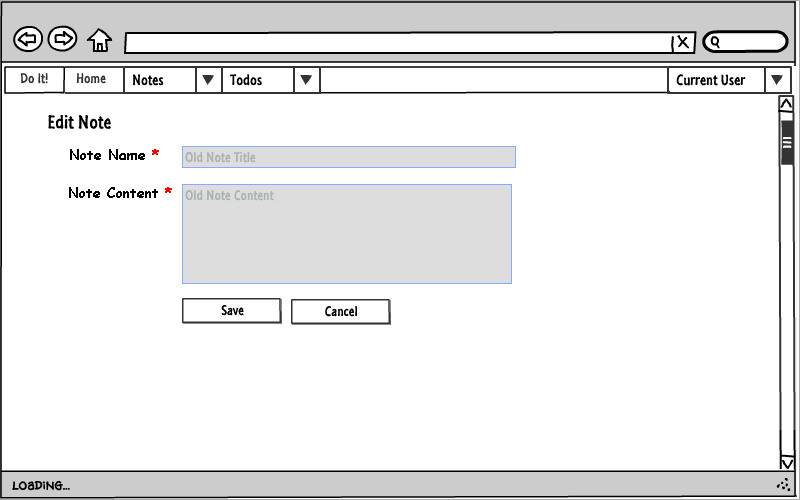 Do It! Home Notes Todos Current User
Edit Note
Note Name * Old Note Title
Note Content * Old Note Content
Save Cancel
LOADING...